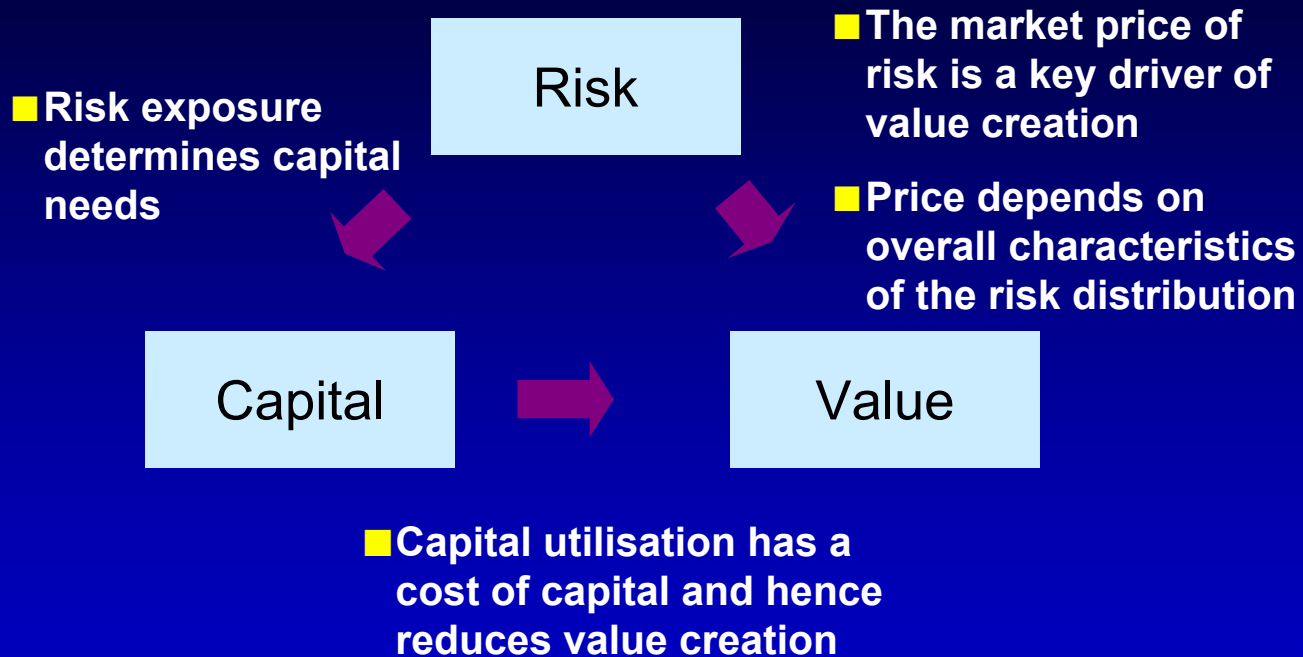 Risk
■ Risk exposure
determines capital
needs
■ The market price of
risk is a key driver of
value creation
■ Price depends on
overall characteristics
of the risk distribution
Capital
Value
■ Capital utilisation has a
cost of capital and hence
reduces value creation